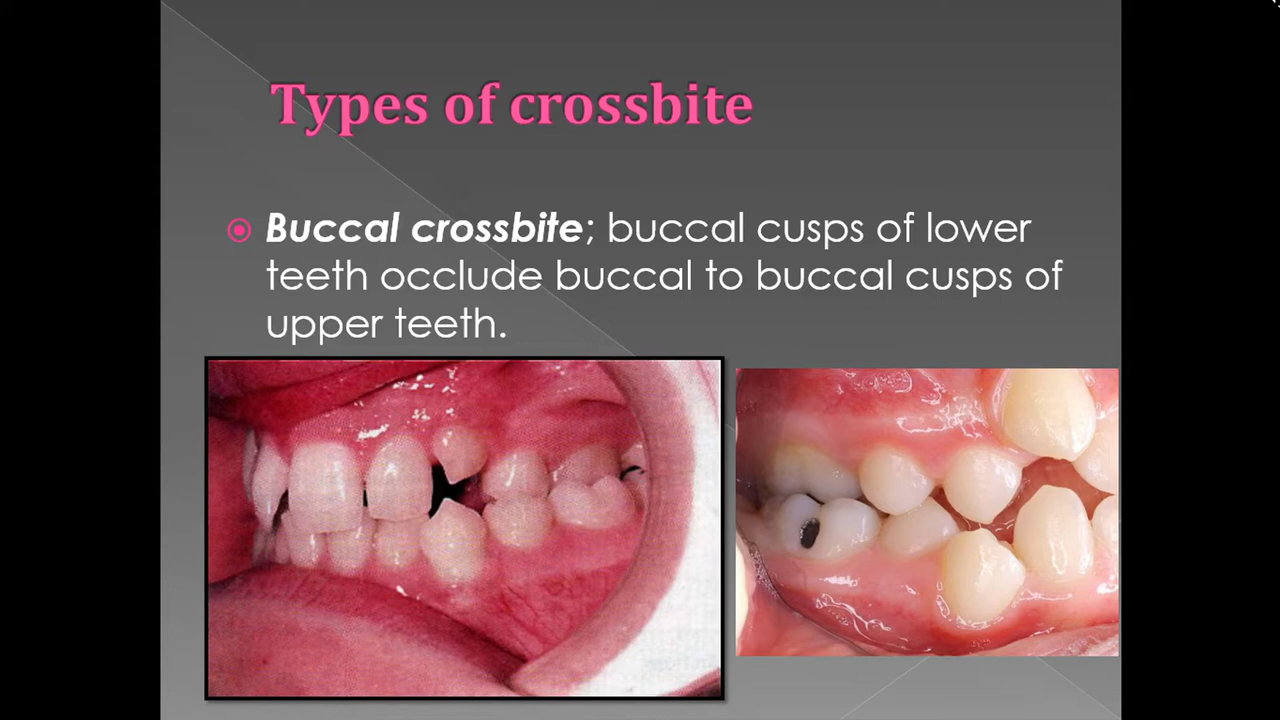 Types of crossbite
Buccal crossbite; buccal cusps of lower
teeth occlude buccal to buccal cusps of
upper teeth.